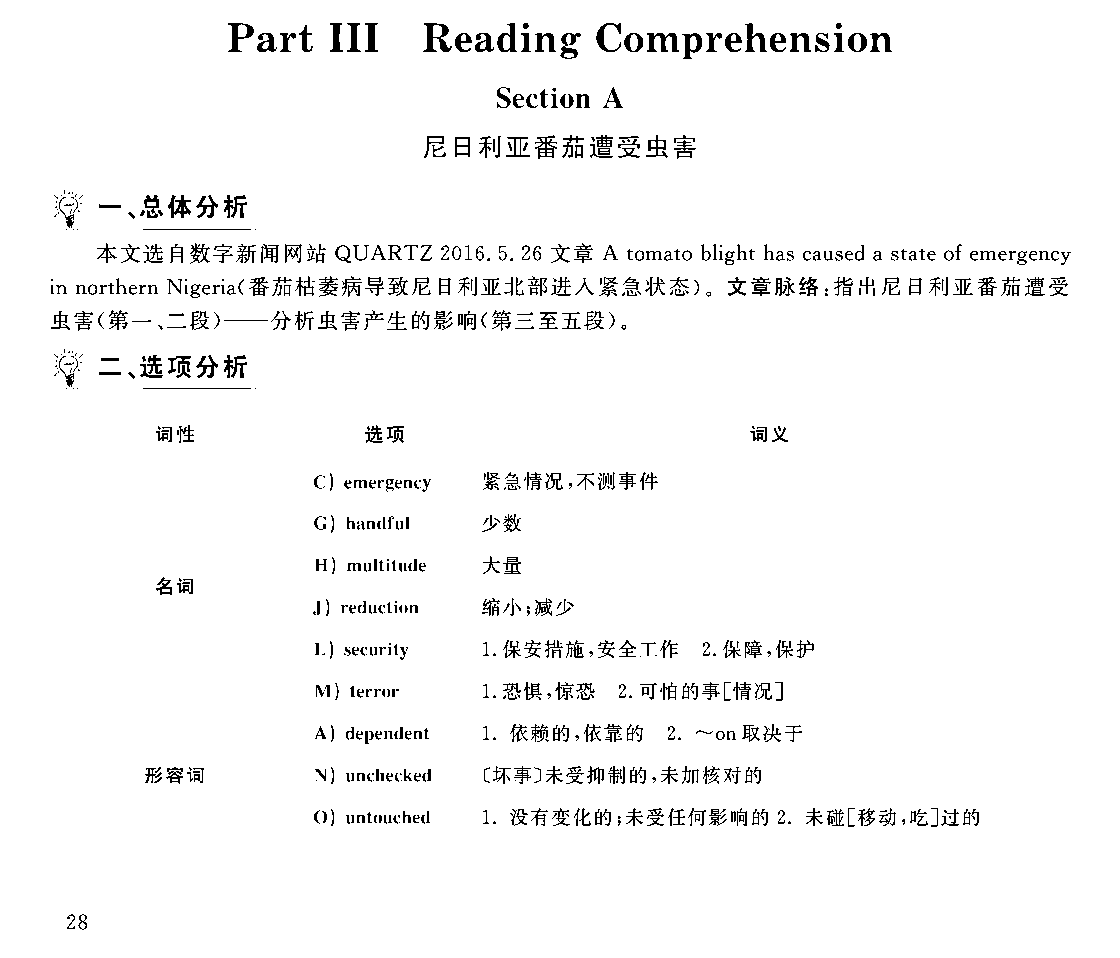 Part III Reading Comprehension
Section A
尼日利亚番茄遭受虫害
一、总体分析
本文选自数字新闻网站 QUARTZ 2016.5.26 文章 A tomato blight has caused a state of emergency
in northern Nigeria(番茄枯萎病导致尼日利亚北部进入紧急状态)。文章脉络:指出尼日利亚番茄遭受
虫害(第一、二段)——分析虫害产生的影响(第三至五段)。
二、选项分析
词性 选项 词义
C) emergency 紧急情况,不测事件
G) handful 少数
H) multitude 大量
名词
J) reduction 缩小;减少
L) security 1.保安措施,安全工作 2.保障,保护
M) terror 1.恐惧,惊恐 2.可怕的事[情况]
A) dependent 1. 依赖的,依靠的 2. ～on取决于
形容词 N) unchecked 〔坏事〕未受抑制的,未加核对的
O) untouched 1. 没有变化的;未受任何影响的 2. 未碰[移动,吃]过的
28